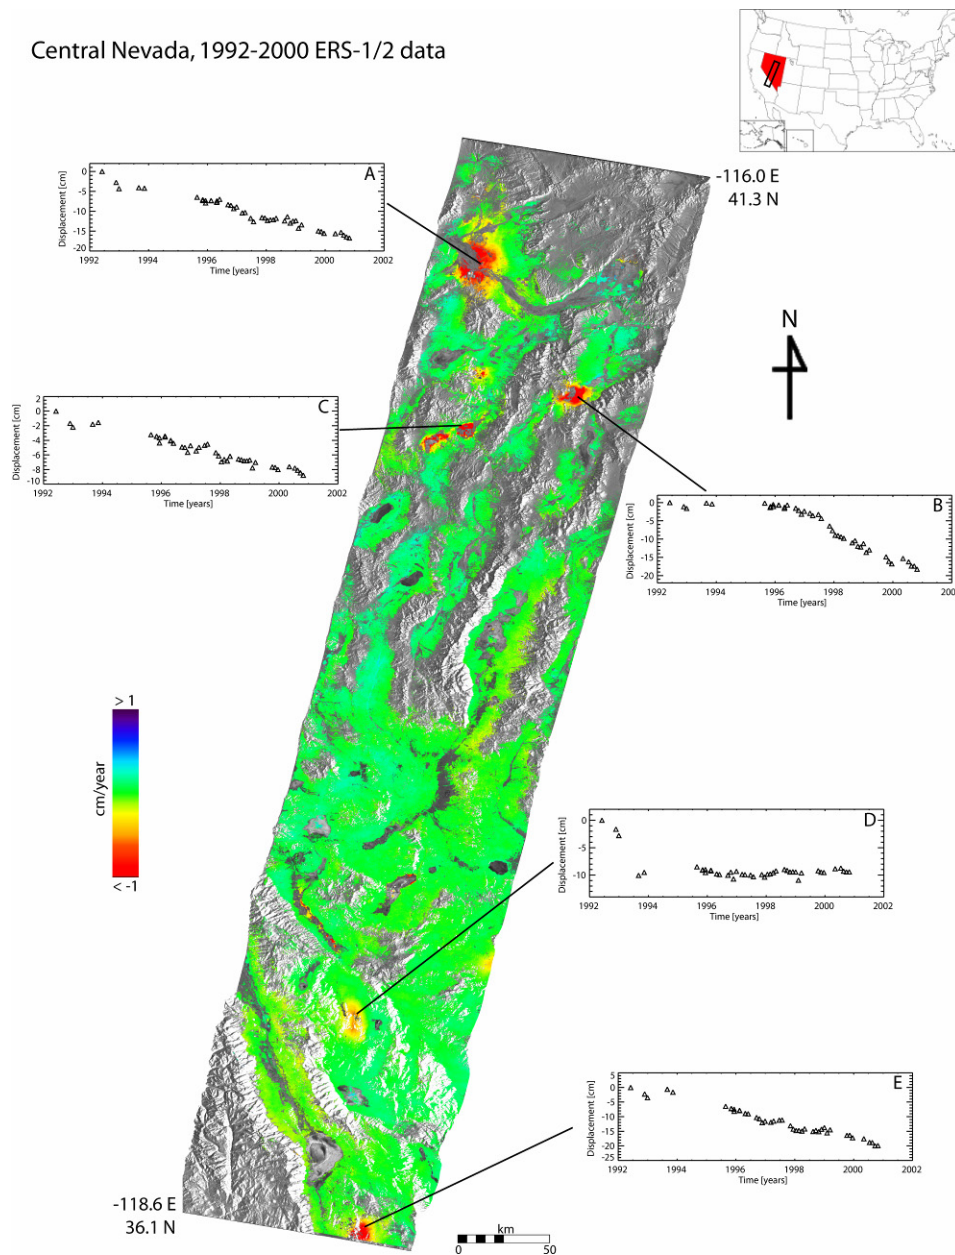 Central Nevada, 1992-2000 ERS-1/2 data
-116.0 E
41.3 N
A
Displacement [cm]
0
-5
-10
-15
-20
1992 1994 1996 1998 2000 2002
Time [years]
N
C
Displacement [cm]
2
0
-2
-4
-6
-8
-10
1992 1994 1996 1998 2000 2002
Time [years]
B
Displacement [cm]
0
-5
-10
-15
-20
1992 1994 1996 1998 2000 200
Time [years]
> 1
cm/year
< -1
D
Displacement [cm]
0
-5
-10
1992 1994 1996 1998 2000 2002
Time [years]
E
Displacement [cm]
5
0
-5
-10
-15
-20
-25
1992 1994 1996 1998 2000 2002
Time [years]
-118.6 E
36.1 N
km
0 50